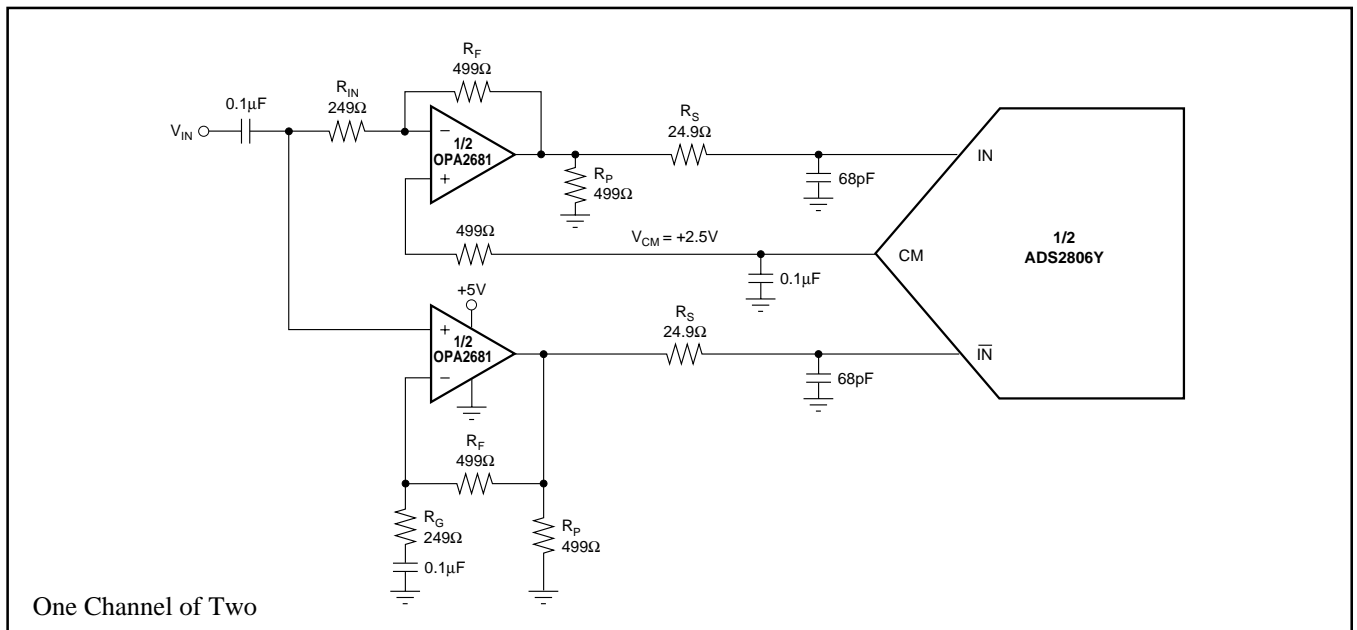 R_F
499Ω
0.1µF
R_IN
249Ω
V_IN
−
1/2
OPA2681
+
R_P
499Ω
R_S
24.9Ω
68pF
IN
499Ω
V_CM = +2.5V
0.1µF
CM
1/2
ADS2806Y
+5V
+
1/2
OPA2681
−
R_S
24.9Ω
68pF
I̅N̅
R_F
499Ω
R_G
249Ω
0.1µF
R_P
499Ω
One Channel of Two